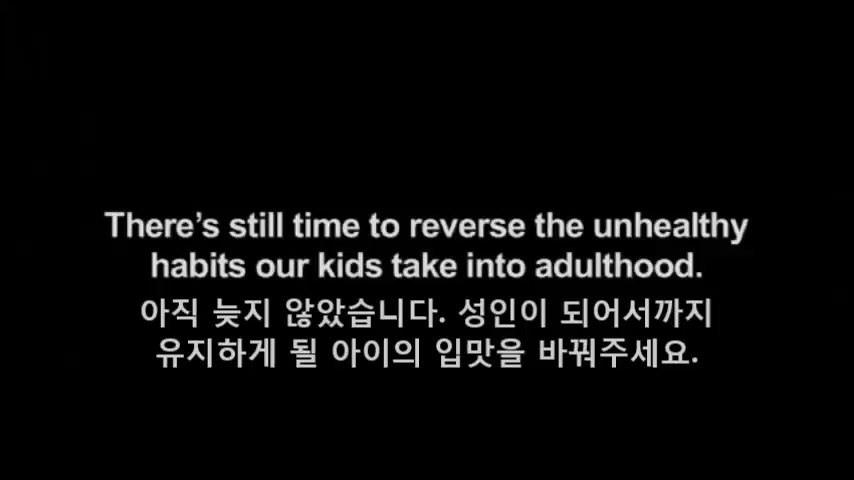 There’s still time to reverse the unhealthy
habits our kids take into adulthood.
아직 늦지 않았습니다. 성인이 되어서까지
유지하게 될 아이의 입맛을 바꿔주세요.